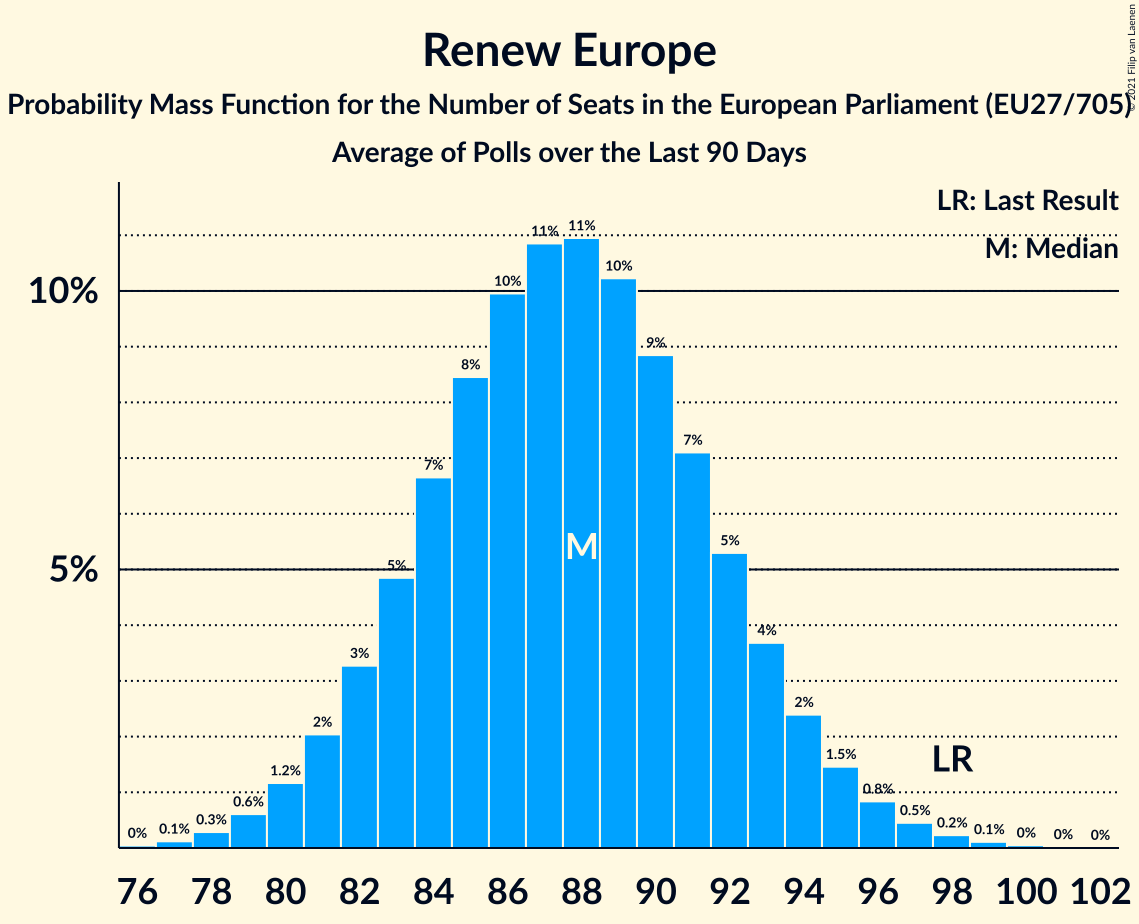 Renew Europe
Probability Mass Function for the Number of Seats in the European Parliament (EU27/705)
Average of Polls over the Last 90 Days
© 2021 Filip van Laenen
LR: Last Result
M: Median
10%
5%
0% 0.1% 0.3% 0.6% 1.2% 2% 3% 5% 7% 8% 10% 11% 11% 10% 9% 7% 5% 4% 2% 1.5% 0.8% 0.5% 0.2% 0.1% 0% 0% 0%
M
LR
76 78 80 82 84 86 88 90 92 94 96 98 100 102